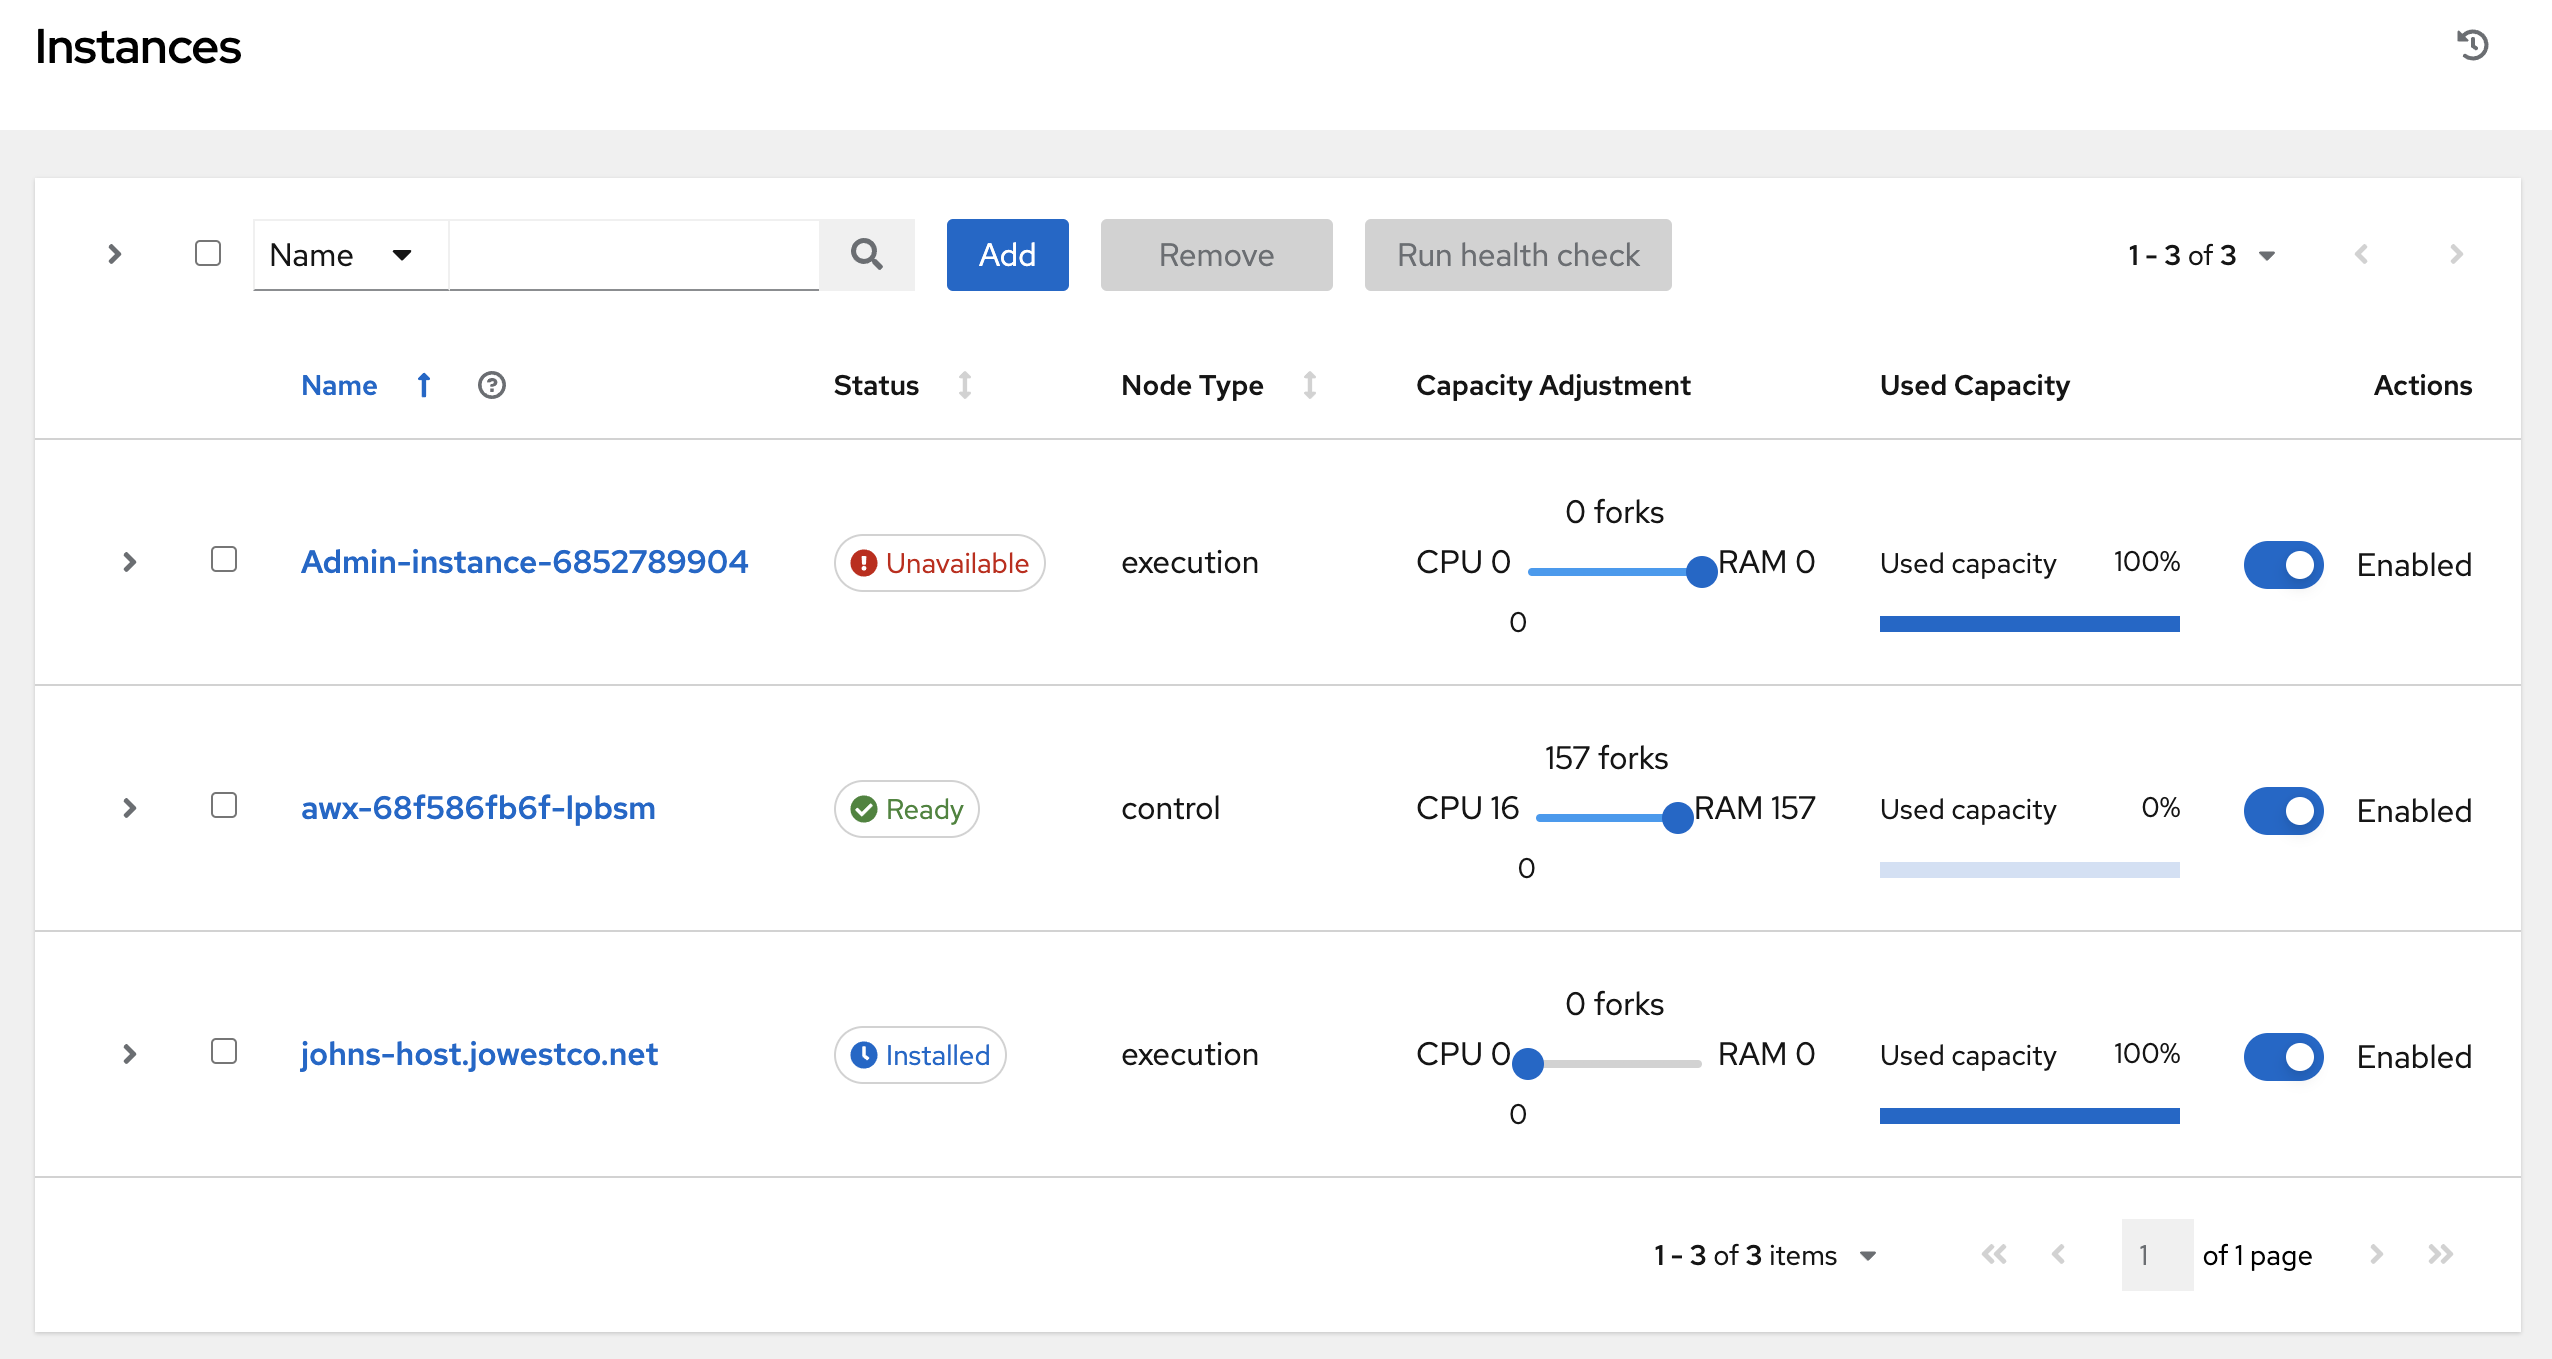 Instances
Name Add Remove Run health check 1 - 3 of 3
Name Status Node Type Capacity Adjustment Used Capacity Actions
0 forks
Admin-instance-6852789904 Unavailable execution CPU 0 RAM 0 Used capacity 100% Enabled
0
157 forks
awx-68f586fb6f-lpbsm Ready control CPU 16 RAM 157 Used capacity 0% Enabled
0
0 forks
johns-host.jowestco.net Installed execution CPU 0 RAM 0 Used capacity 100% Enabled
0
1 - 3 of 3 items 1 of 1 page